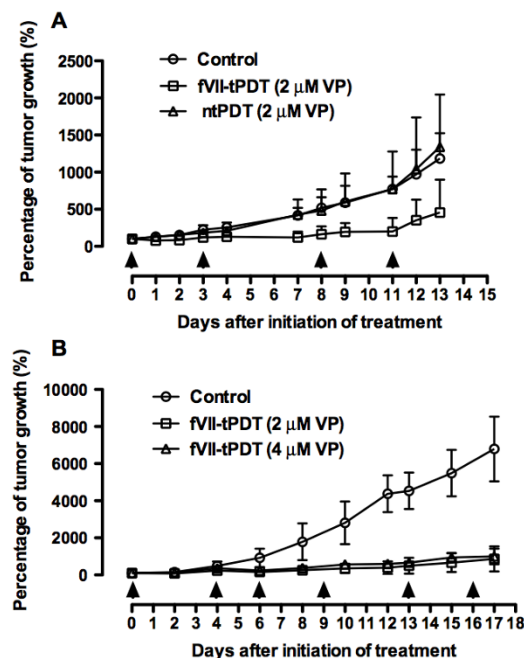 A
Control
fVII-tPDT (2 μM VP)
ntPDT (2 μM VP)
Percentage of tumor growth (%)
2500
2000
1500
1000
500
0
0 1 2 3 4 5 6 7 8 9 10 11 12 13 14 15
Days after initiation of treatment
B
Control
fVII-tPDT (2 μM VP)
fVII-tPDT (4 μM VP)
Percentage of tumor growth (%)
10000
8000
6000
4000
2000
0
0 1 2 3 4 5 6 7 8 9 10 11 12 13 14 15 16 17 18
Days after initiation of treatment